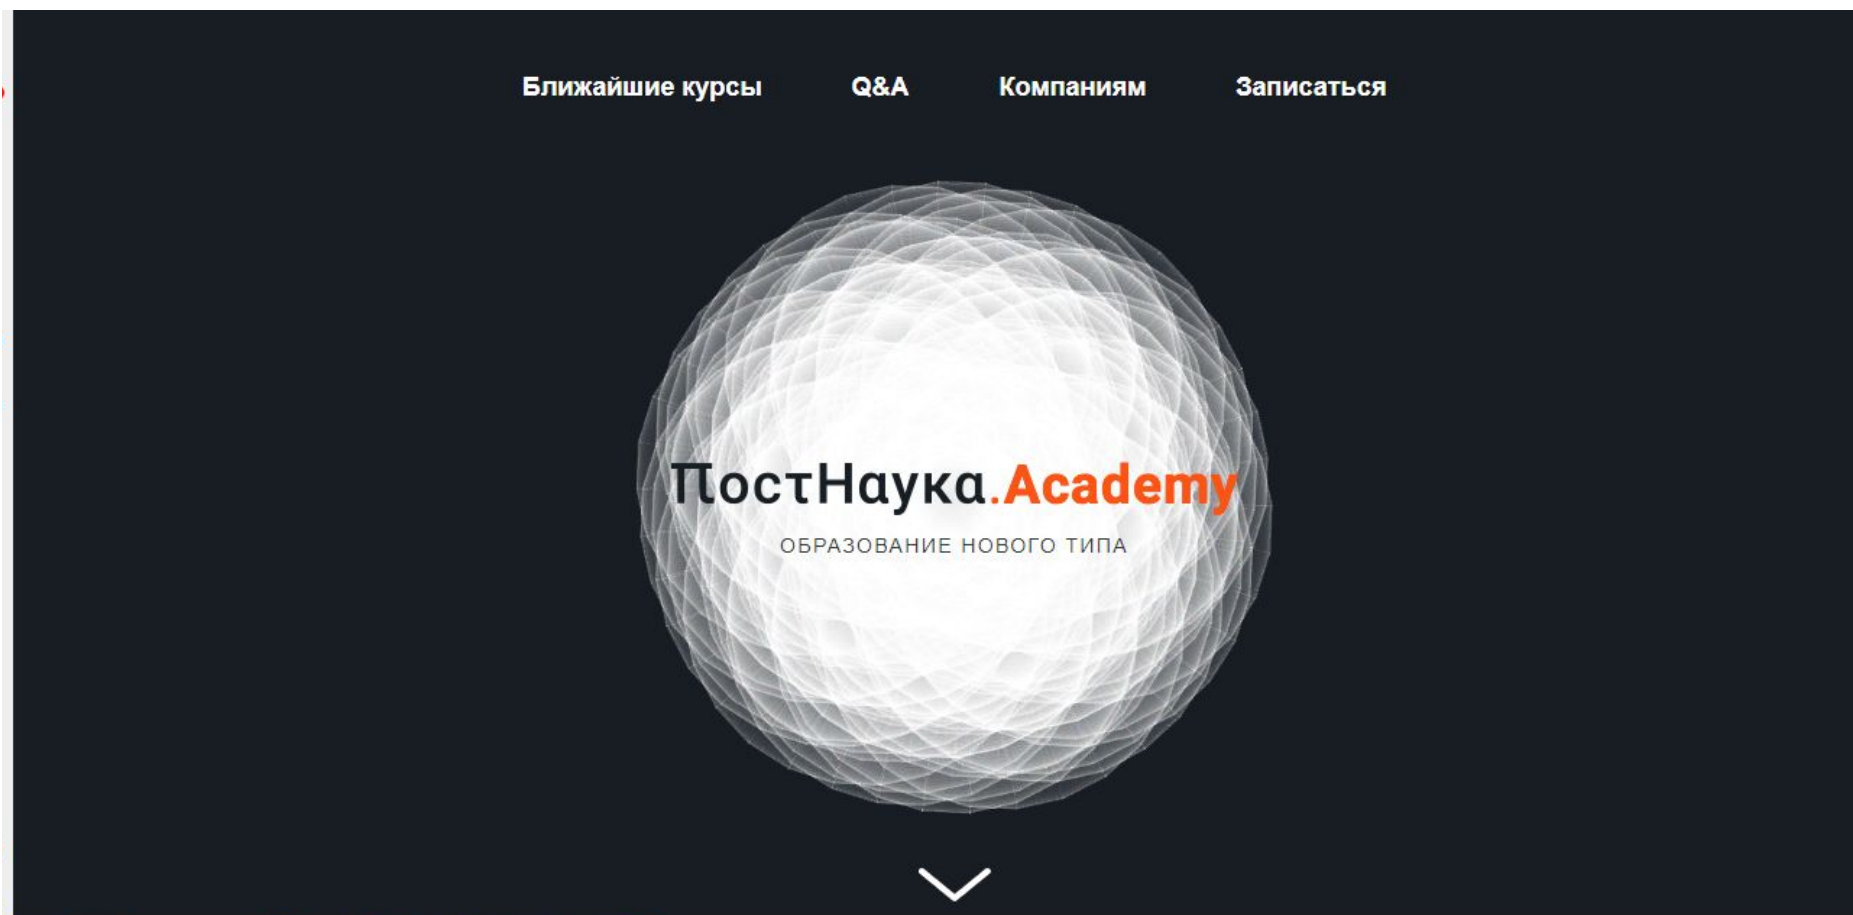 Ближайшие курсы Q&A Компаниям Записаться
ПостНаука.Academy
ОБРАЗОВАНИЕ НОВОГО ТИПА